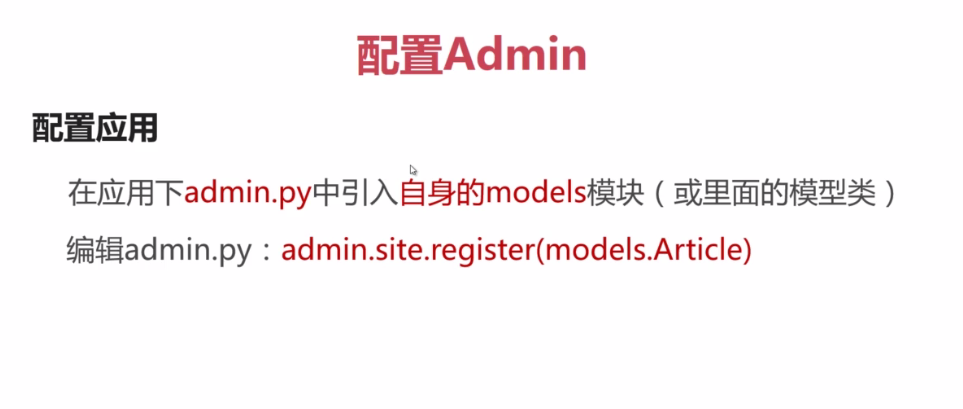 配置Admin
配置应用
在应用下admin.py中引入自身的models模块（或里面的模型类）
编辑admin.py：admin.site.register(models.Article)